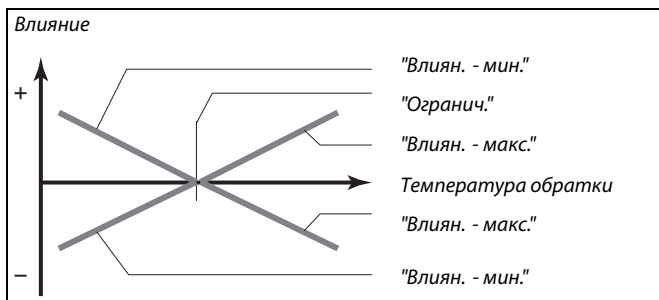 Влияние
+
"Влиян. - мин."
"Огранич."
"Влиян. - макс."
Температура обратки
"Влиян. - макс."
–
"Влиян. - мин."